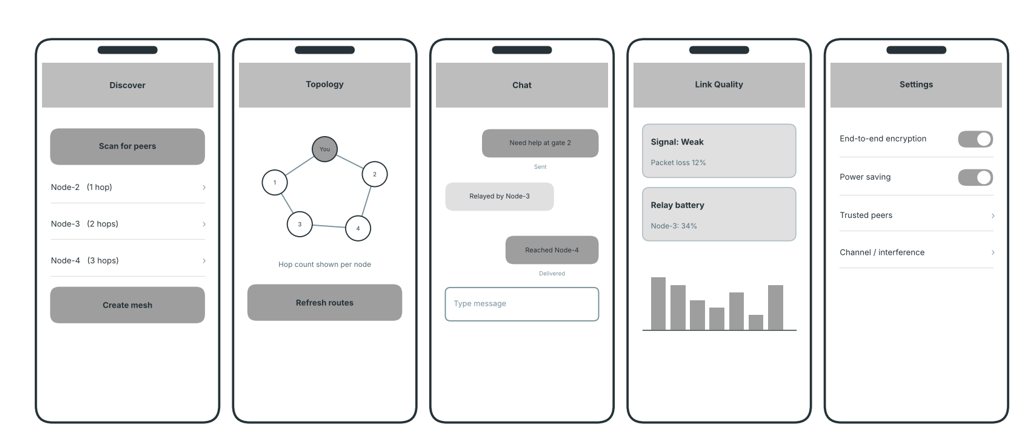 Discover
Scan for peers
Node-2 (1 hop)
Node-3 (2 hops)
Node-4 (3 hops)
Create mesh
Topology
You
1
2
3
4
Hop count shown per node
Refresh routes
Chat
Need help at gate 2
Sent
Relayed by Node-3
Reached Node-4
Delivered
Type message
Link Quality
Signal: Weak
Packet loss 12%
Relay battery
Node-3: 34%
Settings
End-to-end encryption
Power saving
Trusted peers
Channel / interference